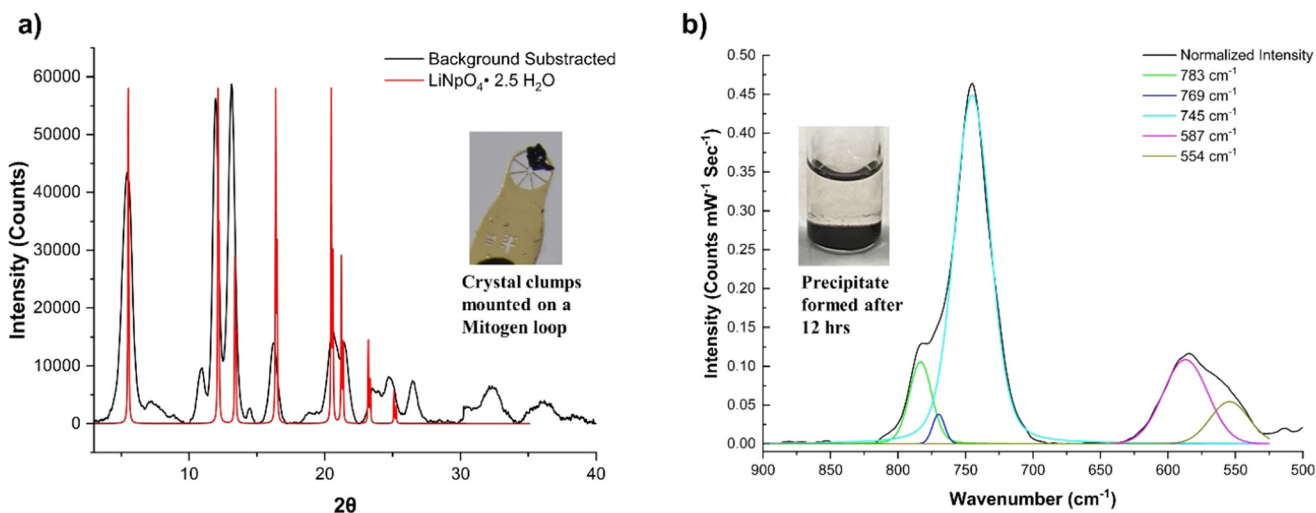 a)
Background Substracted
LiNpO₄• 2.5 H₂O
60000
50000
40000
30000
20000
10000
0
Intensity (Counts)
Crystal clumps
mounted on a
Mitogen loop
10
20
30
40
2θ
b)
Normalized Intensity
783 cm⁻¹
769 cm⁻¹
745 cm⁻¹
587 cm⁻¹
554 cm⁻¹
0.50
0.45
0.40
0.35
0.30
0.25
0.20
0.15
0.10
0.05
0.00
Intensity (Counts mW⁻¹ Sec⁻¹)
Precipitate
formed after
12 hrs
900
850
800
750
700
650
600
550
500
Wavenumber (cm⁻¹)